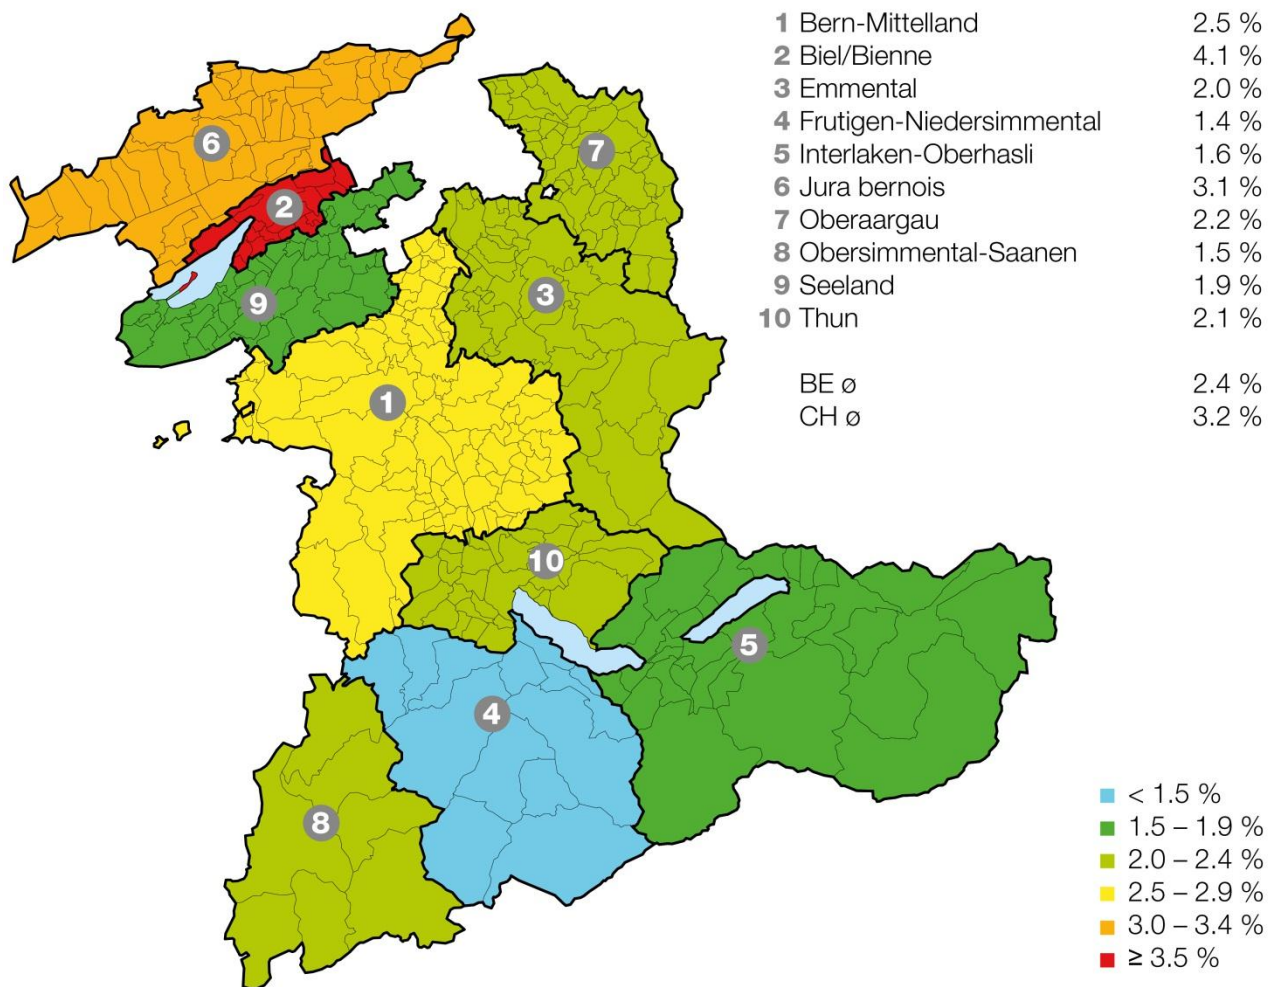 1 Bern-Mittelland 2.5 %
2 Biel/Bienne 4.1 %
3 Emmental 2.0 %
4 Frutigen-Niedersimmental 1.4 %
5 Interlaken-Oberhasli 1.6 %
6 Jura bernois 3.1 %
7 Oberaargau 2.2 %
8 Obersimmental-Saanen 1.5 %
9 Seeland 1.9 %
10 Thun 2.1 %
BE ø 2.4 %
CH ø 3.2 %
6
7
2
3
9
1
10
5
4
8
< 1.5 %
1.5 – 1.9 %
2.0 – 2.4 %
2.5 – 2.9 %
3.0 – 3.4 %
≥ 3.5 %